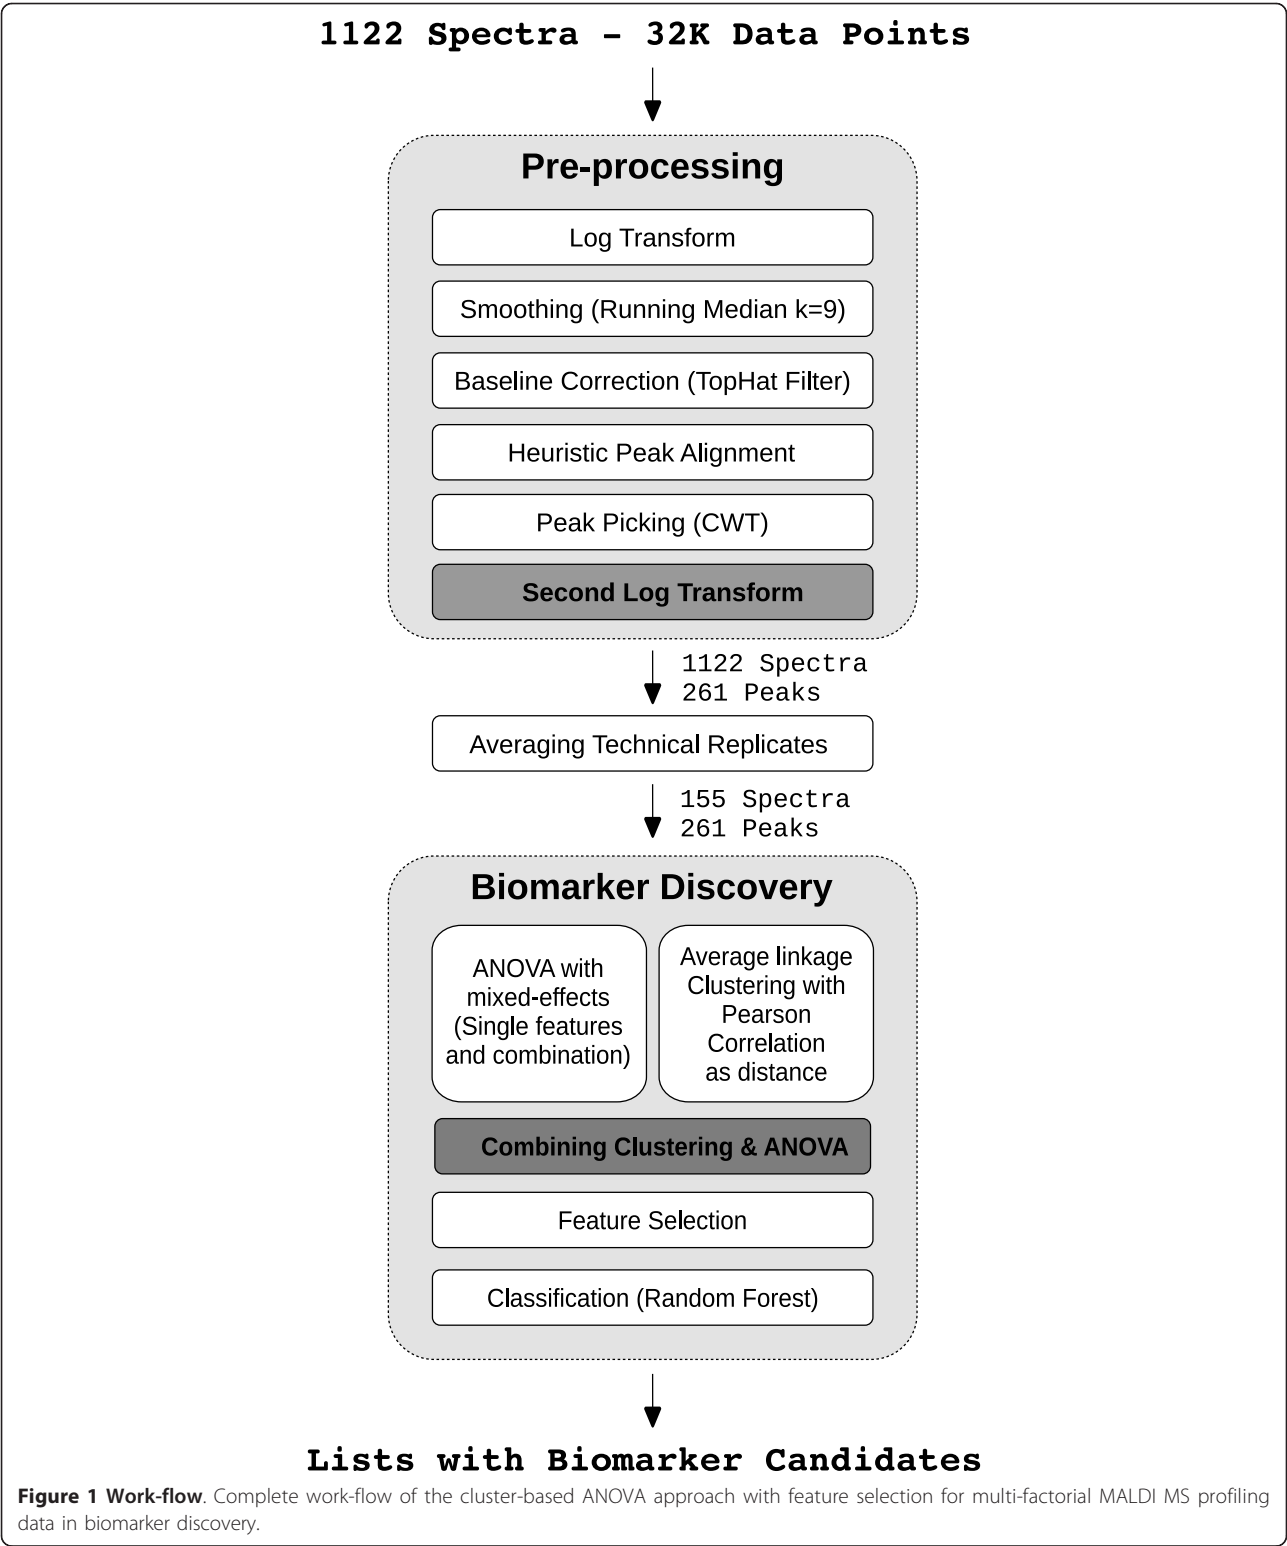 1122 Spectra – 32K Data Points
Pre-processing
Log Transform
Smoothing (Running Median k=9)
Baseline Correction (TopHat Filter)
Heuristic Peak Alignment
Peak Picking (CWT)
Second Log Transform
1122 Spectra
261 Peaks
Averaging Technical Replicates
155 Spectra
261 Peaks
Biomarker Discovery
ANOVA with
mixed-effects
(Single features
and combination)
Average linkage
Clustering with
Pearson
Correlation
as distance
Combining Clustering & ANOVA
Feature Selection
Classification (Random Forest)
Lists with Biomarker Candidates
Figure 1 Work-flow. Complete work-flow of the cluster-based ANOVA approach with feature selection for multi-factorial MALDI MS profiling
data in biomarker discovery.